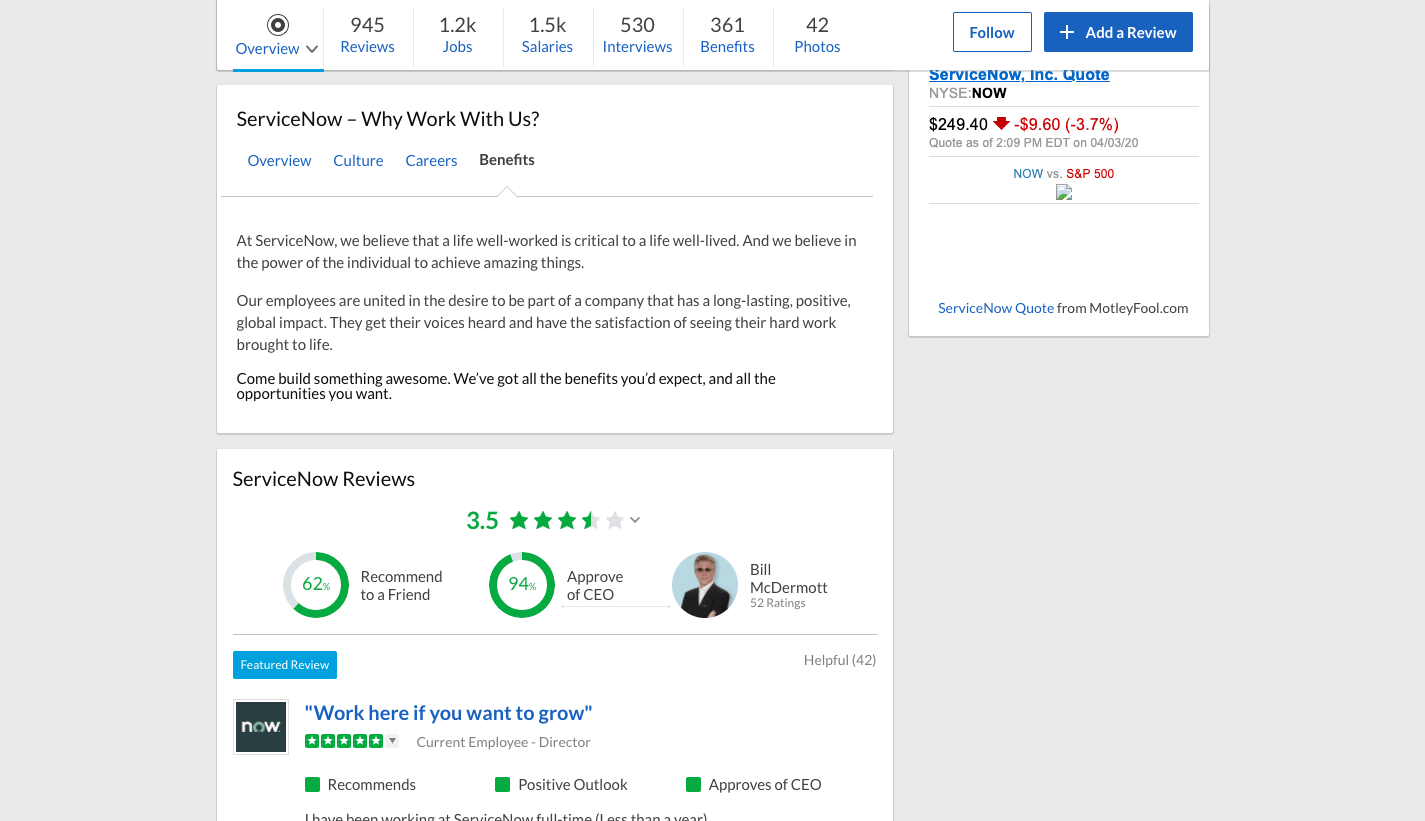 945 1.2k 1.5k 530 361 42
Overview Reviews Jobs Salaries Interviews Benefits Photos
Follow
Add a Review
ServiceNow – Why Work With Us?
Overview Culture Careers Benefits
At ServiceNow, we believe that a life well-worked is critical to a life well-lived. And we believe in
the power of the individual to achieve amazing things.
Our employees are united in the desire to be part of a company that has a long-lasting, positive,
global impact. They get their voices heard and have the satisfaction of seeing their hard work
brought to life.
Come build something awesome. We’ve got all the benefits you’d expect, and all the
opportunities you want.
ServiceNow, Inc. Quote
NYSE:NOW
$249.40 -$9.60 (-3.7%)
Quote as of 2:09 PM EDT on 04/03/20
NOW vs. S&P 500
ServiceNow Quote from MotleyFool.com
ServiceNow Reviews
3.5
62%
Recommend
to a Friend
94%
Approve
of CEO
Bill
McDermott
52 Ratings
Featured Review
Helpful (42)
now
"Work here if you want to grow"
Current Employee - Director
Recommends Positive Outlook Approves of CEO
I have been working at ServiceNow full-time (Less than a year)